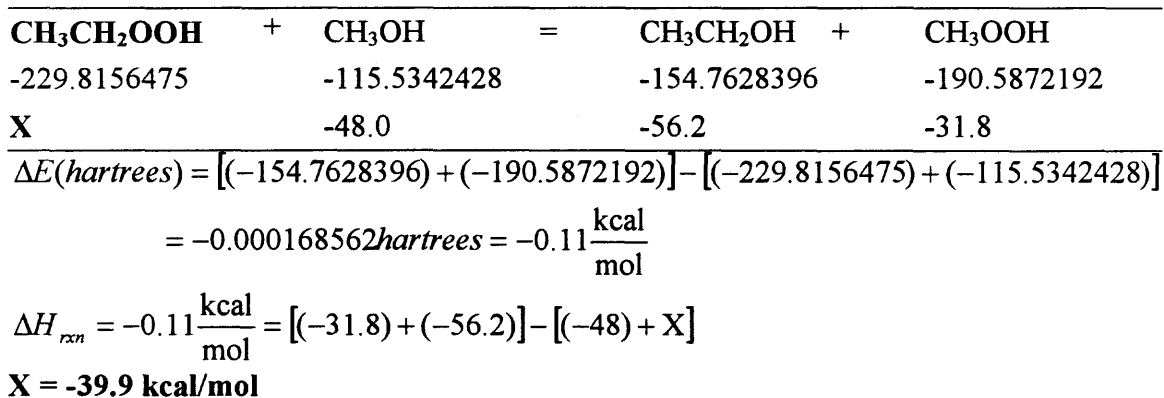 CH₃CH₂OOH + CH₃OH = CH₃CH₂OH + CH₃OOH
-229.8156475 -115.5342428 -154.7628396 -190.5872192
X -48.0 -56.2 -31.8
ΔE(hartrees) = [(-154.7628396) + (-190.5872192)] - [(-229.8156475) + (-115.5342428)]
= -0.000168562hartrees = -0.11 kcal/mol
ΔH_rxn = -0.11 kcal/mol = [(-31.8) + (-56.2)] - [(-48) + X]
X = -39.9 kcal/mol